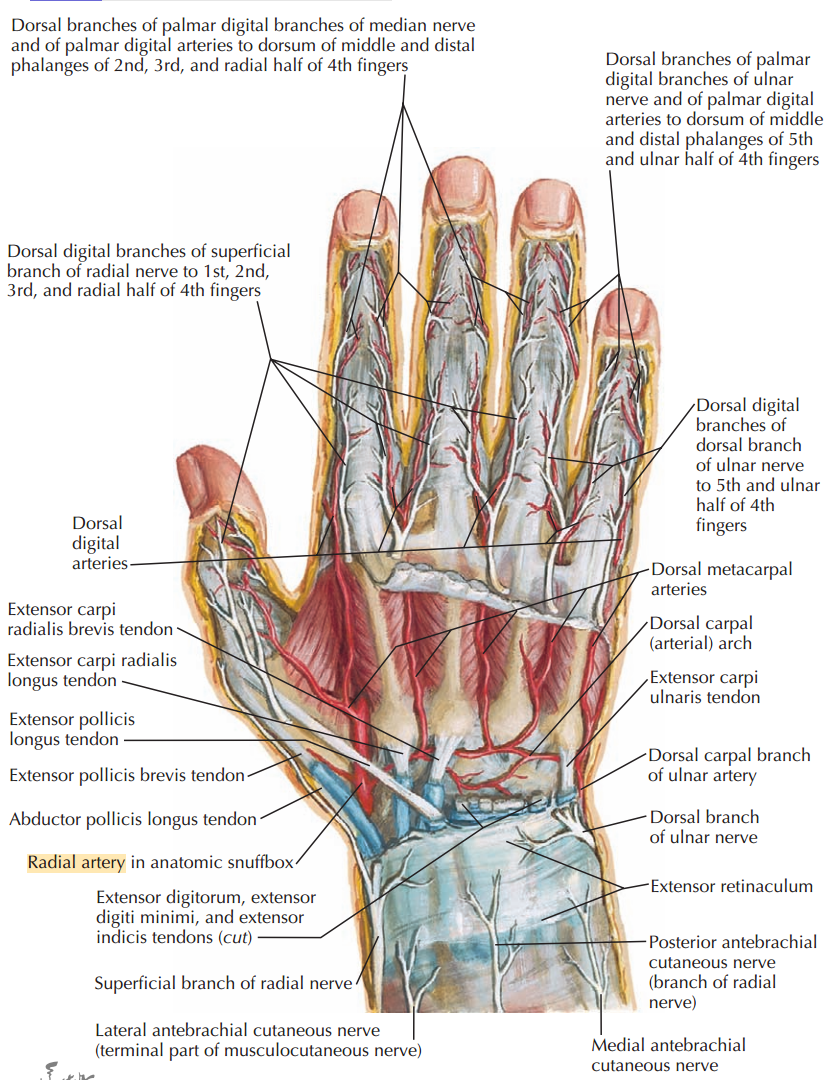 Dorsal branches of palmar digital branches of median nerve
and of palmar digital arteries to dorsum of middle and distal
phalanges of 2nd, 3rd, and radial half of 4th fingers
Dorsal branches of palmar
digital branches of ulnar
nerve and of palmar digital
arteries to dorsum of middle
and distal phalanges of 5th
and ulnar half of 4th fingers
Dorsal digital branches of superficial
branch of radial nerve to 1st, 2nd,
3rd, and radial half of 4th fingers
Dorsal digital
branches of
dorsal branch
of ulnar nerve
to 5th and ulnar
half of 4th
fingers
Dorsal
digital
arteries
Dorsal metacarpal
arteries
Extensor carpi
radialis brevis tendon
Dorsal carpal
(arterial) arch
Extensor carpi radialis
longus tendon
Extensor carpi
ulnaris tendon
Extensor pollicis
longus tendon
Dorsal carpal branch
of ulnar artery
Extensor pollicis brevis tendon
Abductor pollicis longus tendon
Dorsal branch
of ulnar nerve
Radial artery in anatomic snuffbox
Extensor retinaculum
Extensor digitorum, extensor
digiti minimi, and extensor
indicis tendons (cut)
Posterior antebrachial
cutaneous nerve
(branch of radial
nerve)
Superficial branch of radial nerve
Lateral antebrachial cutaneous nerve
(terminal part of musculocutaneous nerve)
Medial antebrachial
cutaneous nerve